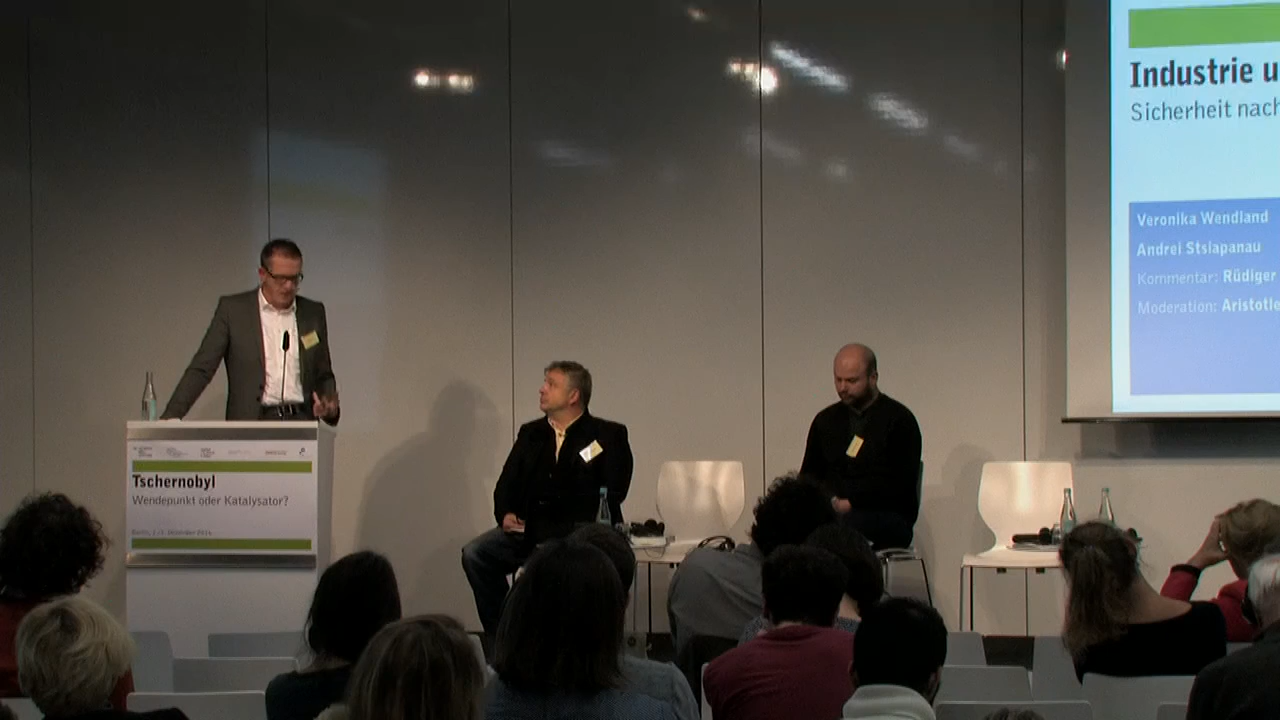 Industrie u
Sicherheit nach
Veronika Wendland
Andrei Stsiapanau
Kommentar: Rüdiger
Moderation: Aristotle
Tschernobyl
Wendepunkt oder Katalysator?